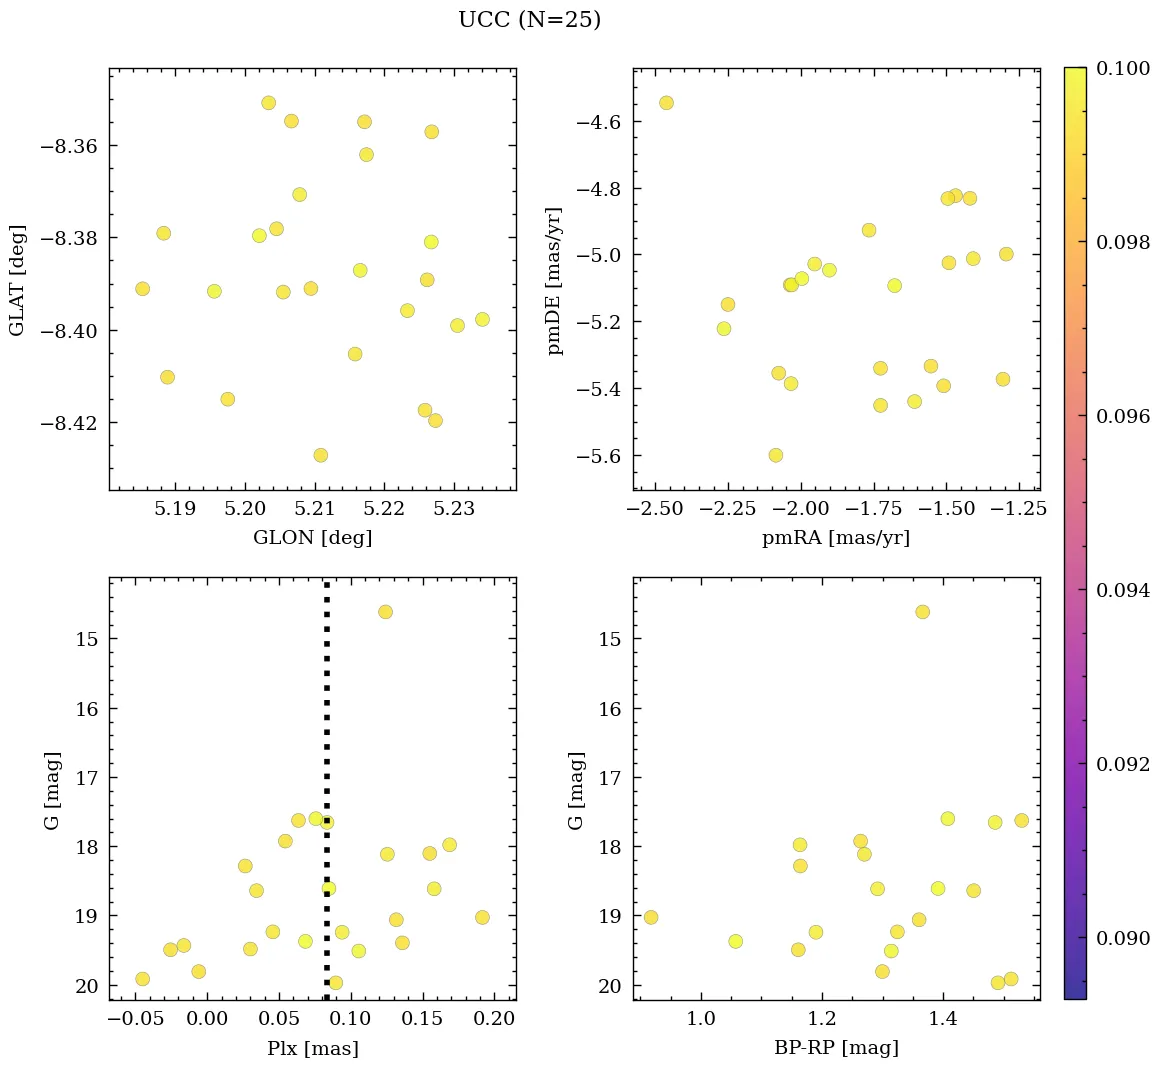 UCC (N=25)
−8.36
−8.38
−8.40
−8.42
GLAT [deg]
5.19 5.20 5.21 5.22 5.23
GLON [deg]
−4.6
−4.8
−5.0
−5.2
−5.4
−5.6
pmDE [mas/yr]
−2.50 −2.25 −2.00 −1.75 −1.50 −1.25
pmRA [mas/yr]
0.100
0.098
0.096
0.094
0.092
0.090
15
16
17
18
19
20
G [mag]
−0.05 0.00 0.05 0.10 0.15 0.20
Plx [mas]
15
16
17
18
19
20
G [mag]
1.0 1.2 1.4
BP-RP [mag]